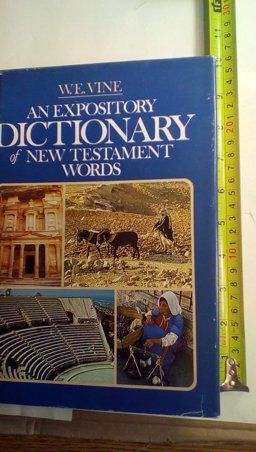 W.E. VINE
AN EXPOSITORY
DICTIONARY
of NEW TESTAMENT
WORDS